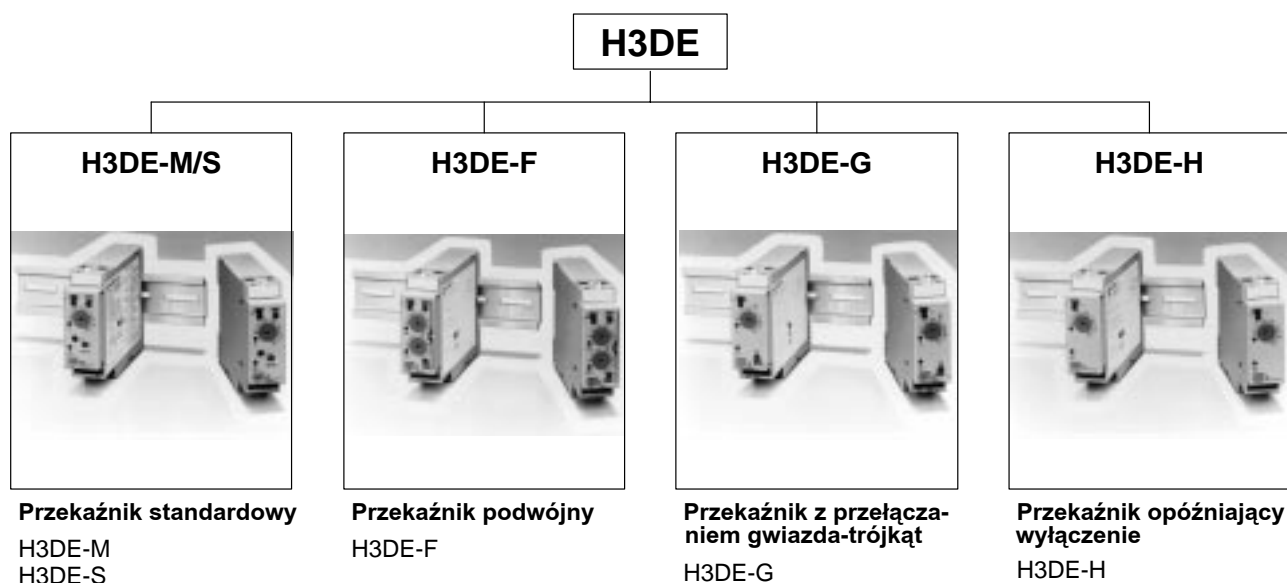 H3DE
H3DE-M/S
H3DE-F
H3DE-G
H3DE-H
Przekaźnik standardowy
H3DE-M
H3DE-S
Przekaźnik podwójny
H3DE-F
Przekaźnik z przełącza-
niem gwiazda-trójkąt
H3DE-G
Przekaźnik opóźniający
wyłączenie
H3DE-H